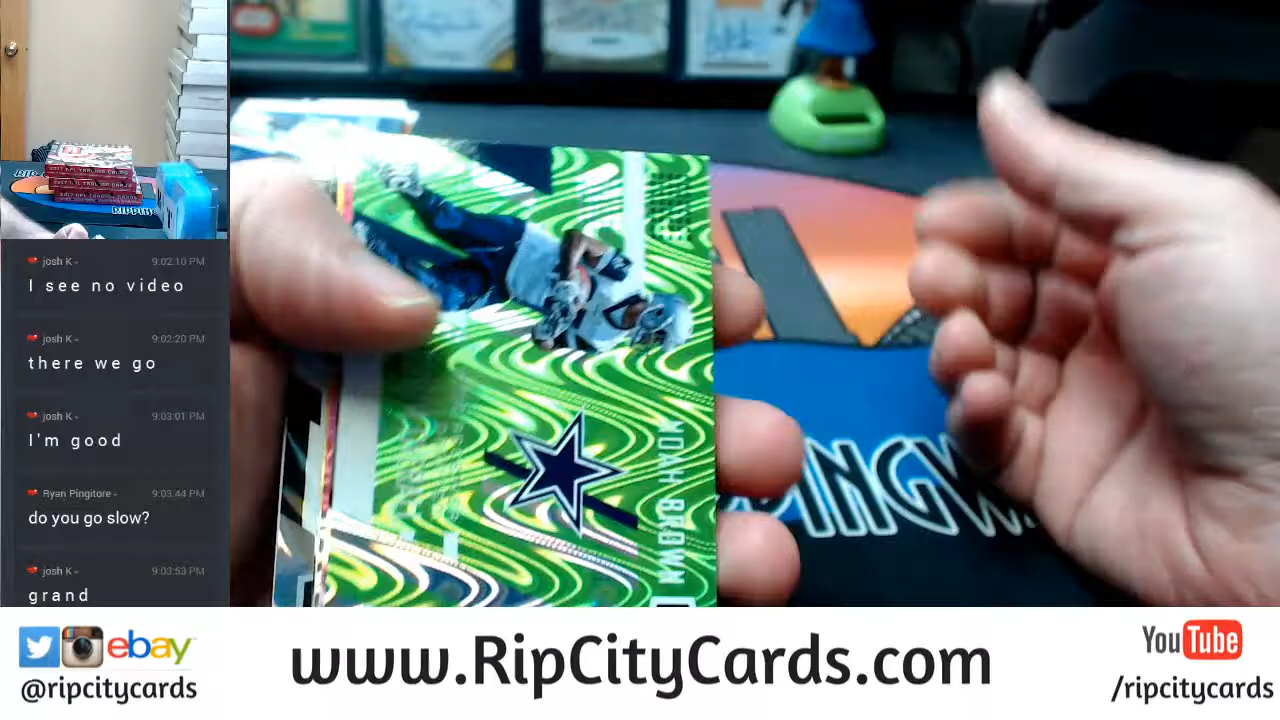 josh K -
9:02:10 PM
I see no video
josh K -
9:02:20 PM
there we go
josh K -
9:03:01 PM
I'm good
Ryan Pingitore -
9:03:44 PM
do you go slow?
josh K -
9:03:53 PM
grand
NOAH BROWN
ebay
@ripcitycards
www.RipCityCards.com
YouTube
/ripcitycards